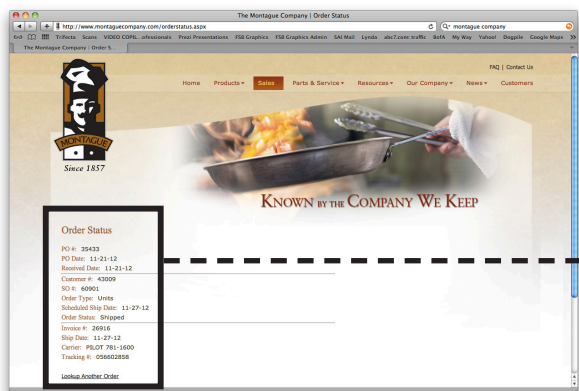 The Montague Company | Order Status
http://www.montaguecompany.com/orderstatus.aspx
montague company
Trifecta Scans VIDEO COPIL...ofessionals Prezi Presentations FSB Graphics FSB Graphics Admin SAI Mail Lynda abc7.com: traffic BofA My Way Yahoo! Dogpile Google Maps
The Montague Company | Order S...
FAQ | Contact Us
Home Products Sales Parts & Service Resources Our Company News Customers
MONTAGUE
Since 1857
KNOWN BY THE COMPANY WE KEEP
Order Status
PO #: 35433
PO Date: 11-21-12
Received Date: 11-21-12
Customer #: 43009
SO #: 60901
Order Type: Units
Scheduled Ship Date: 11-27-12
Order Status: Shipped
Invoice #: 26916
Ship Date: 11-27-12
Carrier: PILOT 781-1600
Tracking #: 056602858
Lookup Another Order